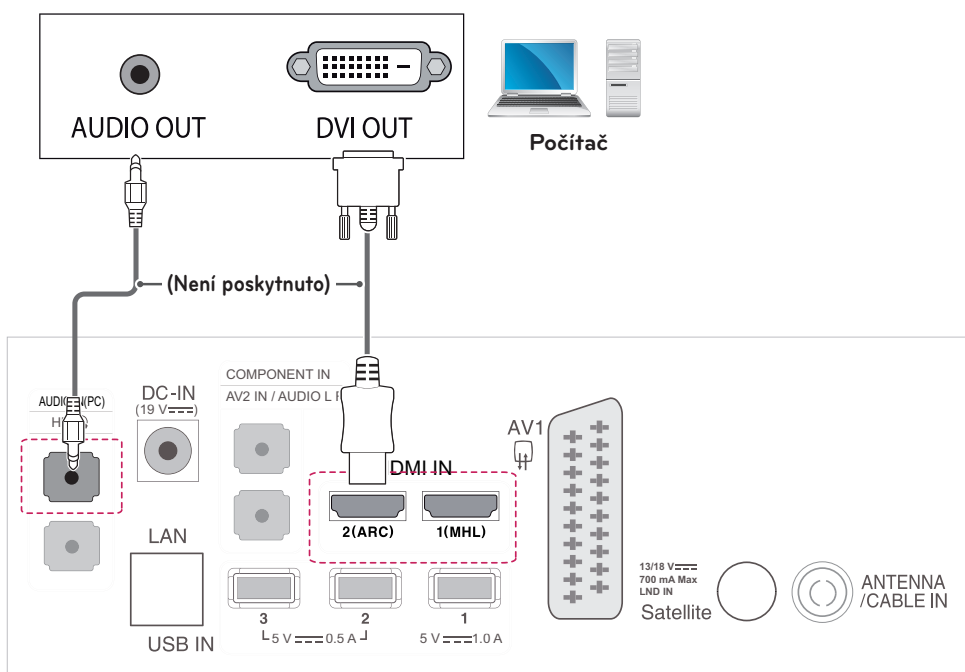 AUDIO OUT
DVI OUT
Počítač
(Není poskytnuto)
COMPONENT IN
AV2 IN / AUDIO L
DC-IN
(19 V)
(PC)
AV1
DMI IN
2(ARC)
1(MHL)
LAN
USB IN
3
2
1
5 V 0.5 A
5 V 1.0 A
13/18 V
700 mA Max
LND IN
Satellite
ANTENNA
/CABLE IN